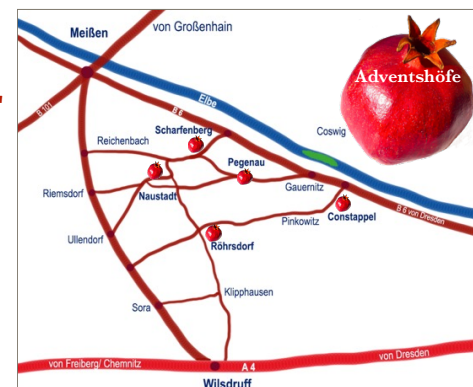 von Großenhain
Meißen
Adventshöfe
B 101
B 6
Elbe
Coswig
Scharfenberg
Reichenbach
Pegenau
Gauernitz
Riemsdorf
Naustadt
Constappel
B 6 von Dresden
Pinkowitz
Ullendorf
Röhrsdorf
Klipphausen
Sora
von Dresden
von Freiberg/ Chemnitz
A 4
Wilsdruff